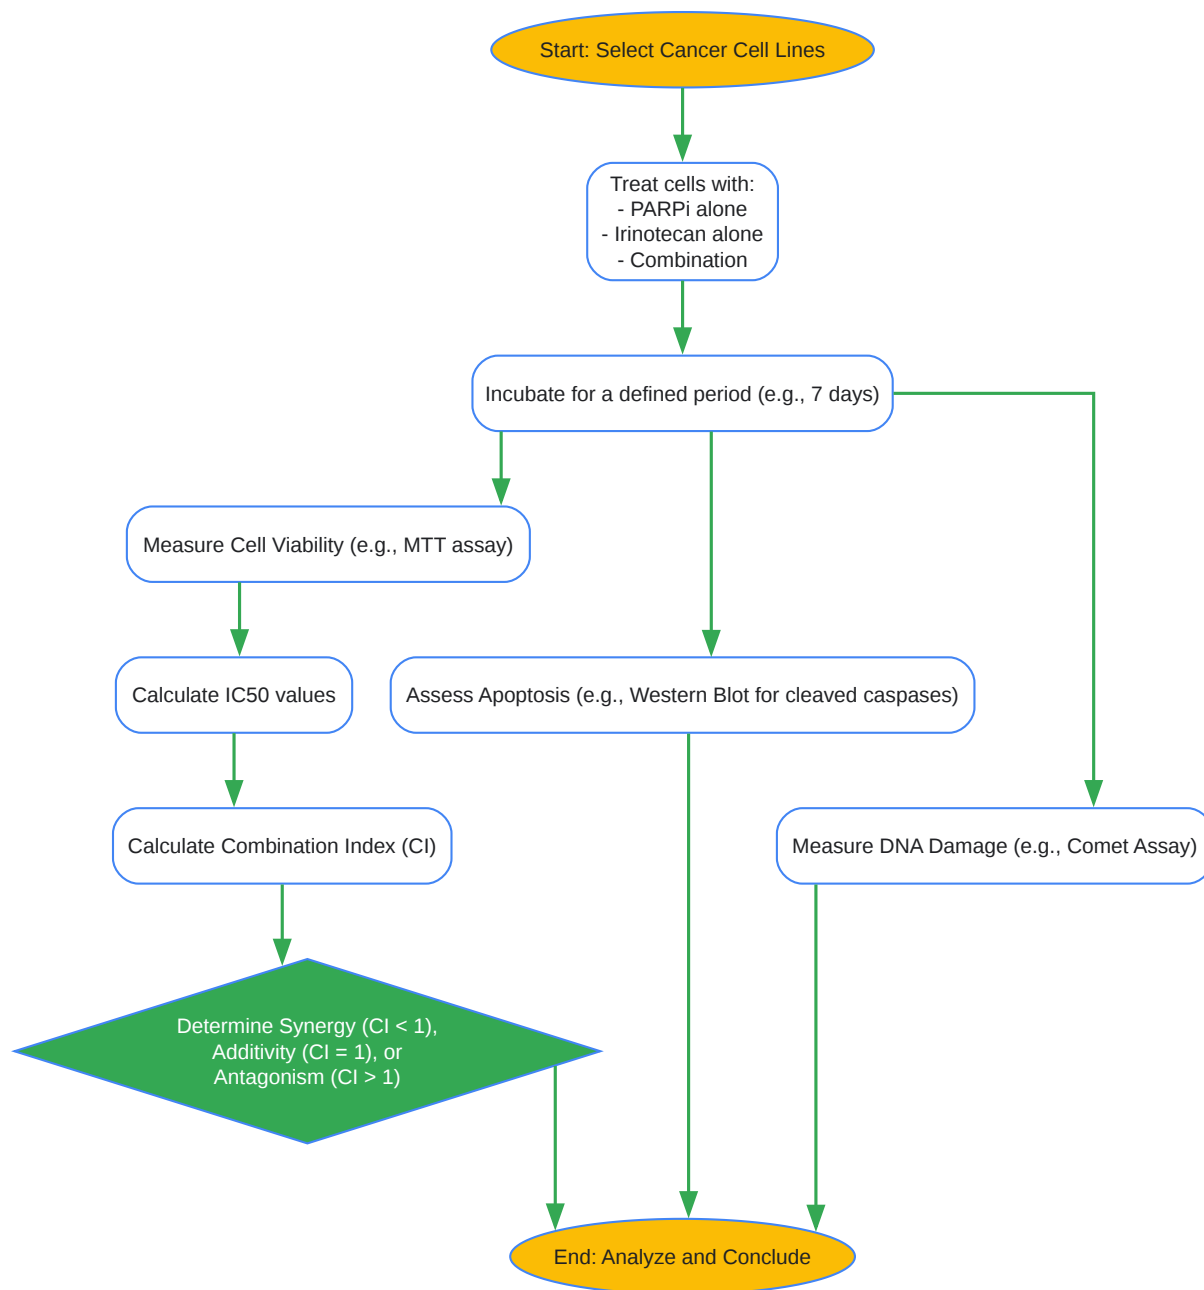 Start: Select Cancer Cell Lines
Treat cells with:
- PARPi alone
- Irinotecan alone
- Combination
Incubate for a defined period (e.g., 7 days)
Measure Cell Viability (e.g., MTT assay)
Calculate IC50 values
Assess Apoptosis (e.g., Western Blot for cleaved caspases)
Calculate Combination Index (CI)
Measure DNA Damage (e.g., Comet Assay)
Determine Synergy (CI < 1),
Additivity (CI = 1), or
Antagonism (CI > 1)
End: Analyze and Conclude